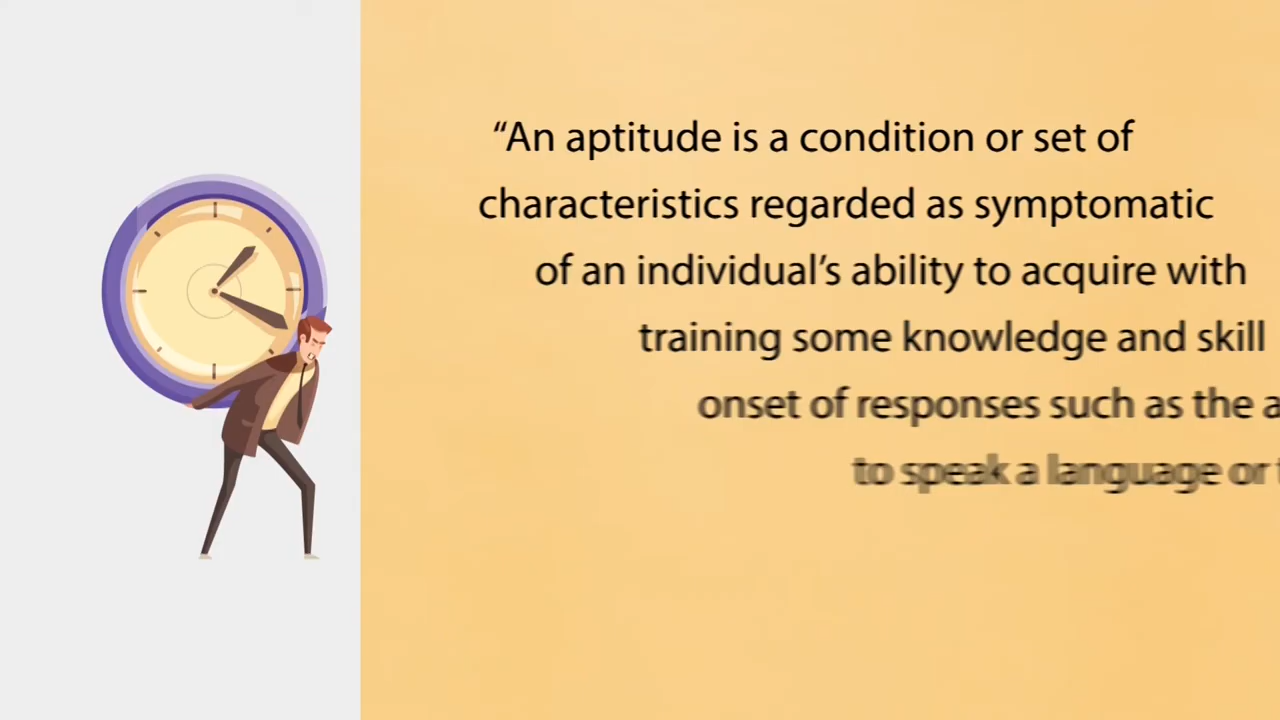 “An aptitude is a condition or set of
characteristics regarded as symptomatic
of an individual’s ability to acquire with
training some knowledge and skill
onset of responses such as the
to speak a language or